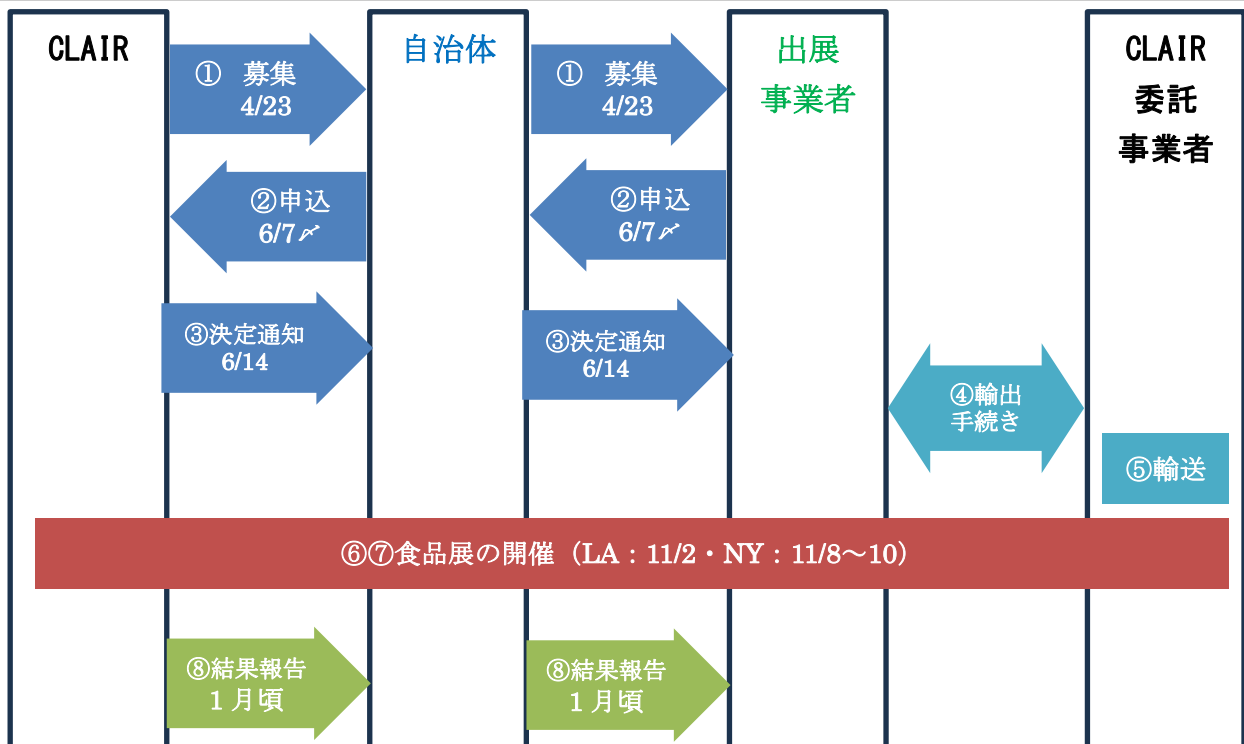 CLAIR
自治体
出展
事業者
CLAIR
委託
事業者
① 募集
4/23
① 募集
4/23
②申込
6/7〆
②申込
6/7〆
③決定通知
6/14
③決定通知
6/14
④輸出
手続き
⑤輸送
⑥⑦食品展の開催（LA：11/2・NY：11/8～10）
⑧結果報告
1 月頃
⑧結果報告
1 月頃